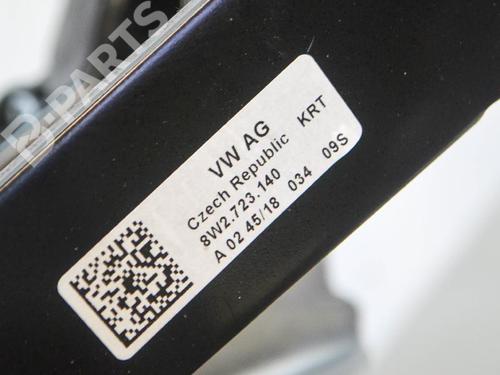 B-PARTS
VW AG
Czech Republic KRT
8W2.723.140
A 02 45/18 034 09S